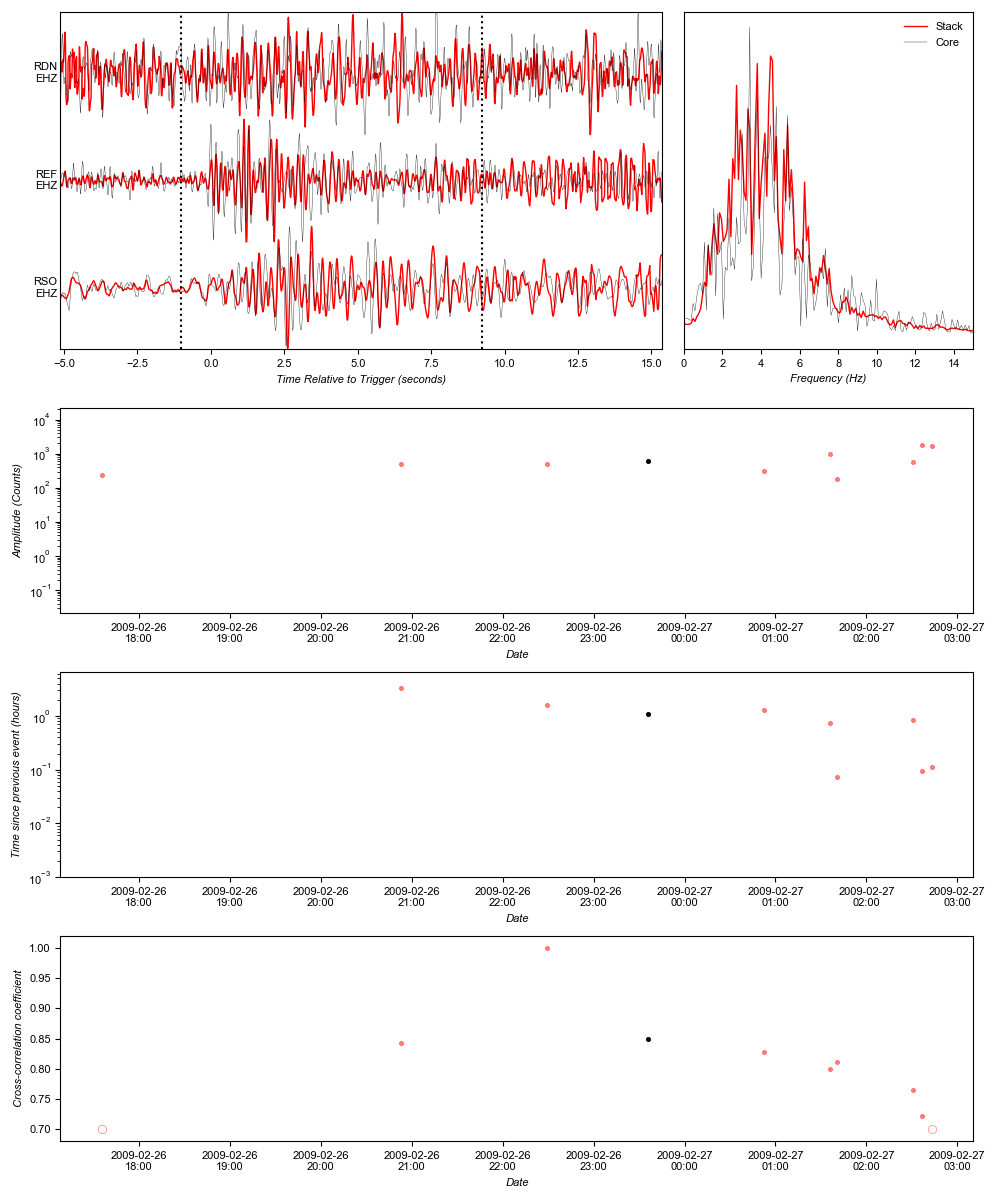 RDN
EHZ
REF
EHZ
RSO
EHZ
−5.0 −2.5 0.0 2.5 5.0 7.5 10.0 12.5 15.0
Time Relative to Trigger (seconds)
Stack
Core
0 2 4 6 8 10 12 14
Frequency (Hz)
10⁴
10³
10²
10¹
10⁰
10⁻¹
Amplitude (Counts)
2009-02-26 2009-02-26 2009-02-26 2009-02-26 2009-02-26 2009-02-26 2009-02-27 2009-02-27 2009-02-27 2009-02-27
18:00 19:00 20:00 21:00 22:00 23:00 00:00 01:00 02:00 03:00
Date
10⁰
10⁻¹
10⁻²
10⁻³
Time since previous event (hours)
2009-02-26 2009-02-26 2009-02-26 2009-02-26 2009-02-26 2009-02-26 2009-02-27 2009-02-27 2009-02-27 2009-02-27
18:00 19:00 20:00 21:00 22:00 23:00 00:00 01:00 02:00 03:00
Date
1.00
0.95
0.90
0.85
0.80
0.75
0.70
Cross-correlation coefficient
2009-02-26 2009-02-26 2009-02-26 2009-02-26 2009-02-26 2009-02-26 2009-02-27 2009-02-27 2009-02-27 2009-02-27
18:00 19:00 20:00 21:00 22:00 23:00 00:00 01:00 02:00 03:00
Date